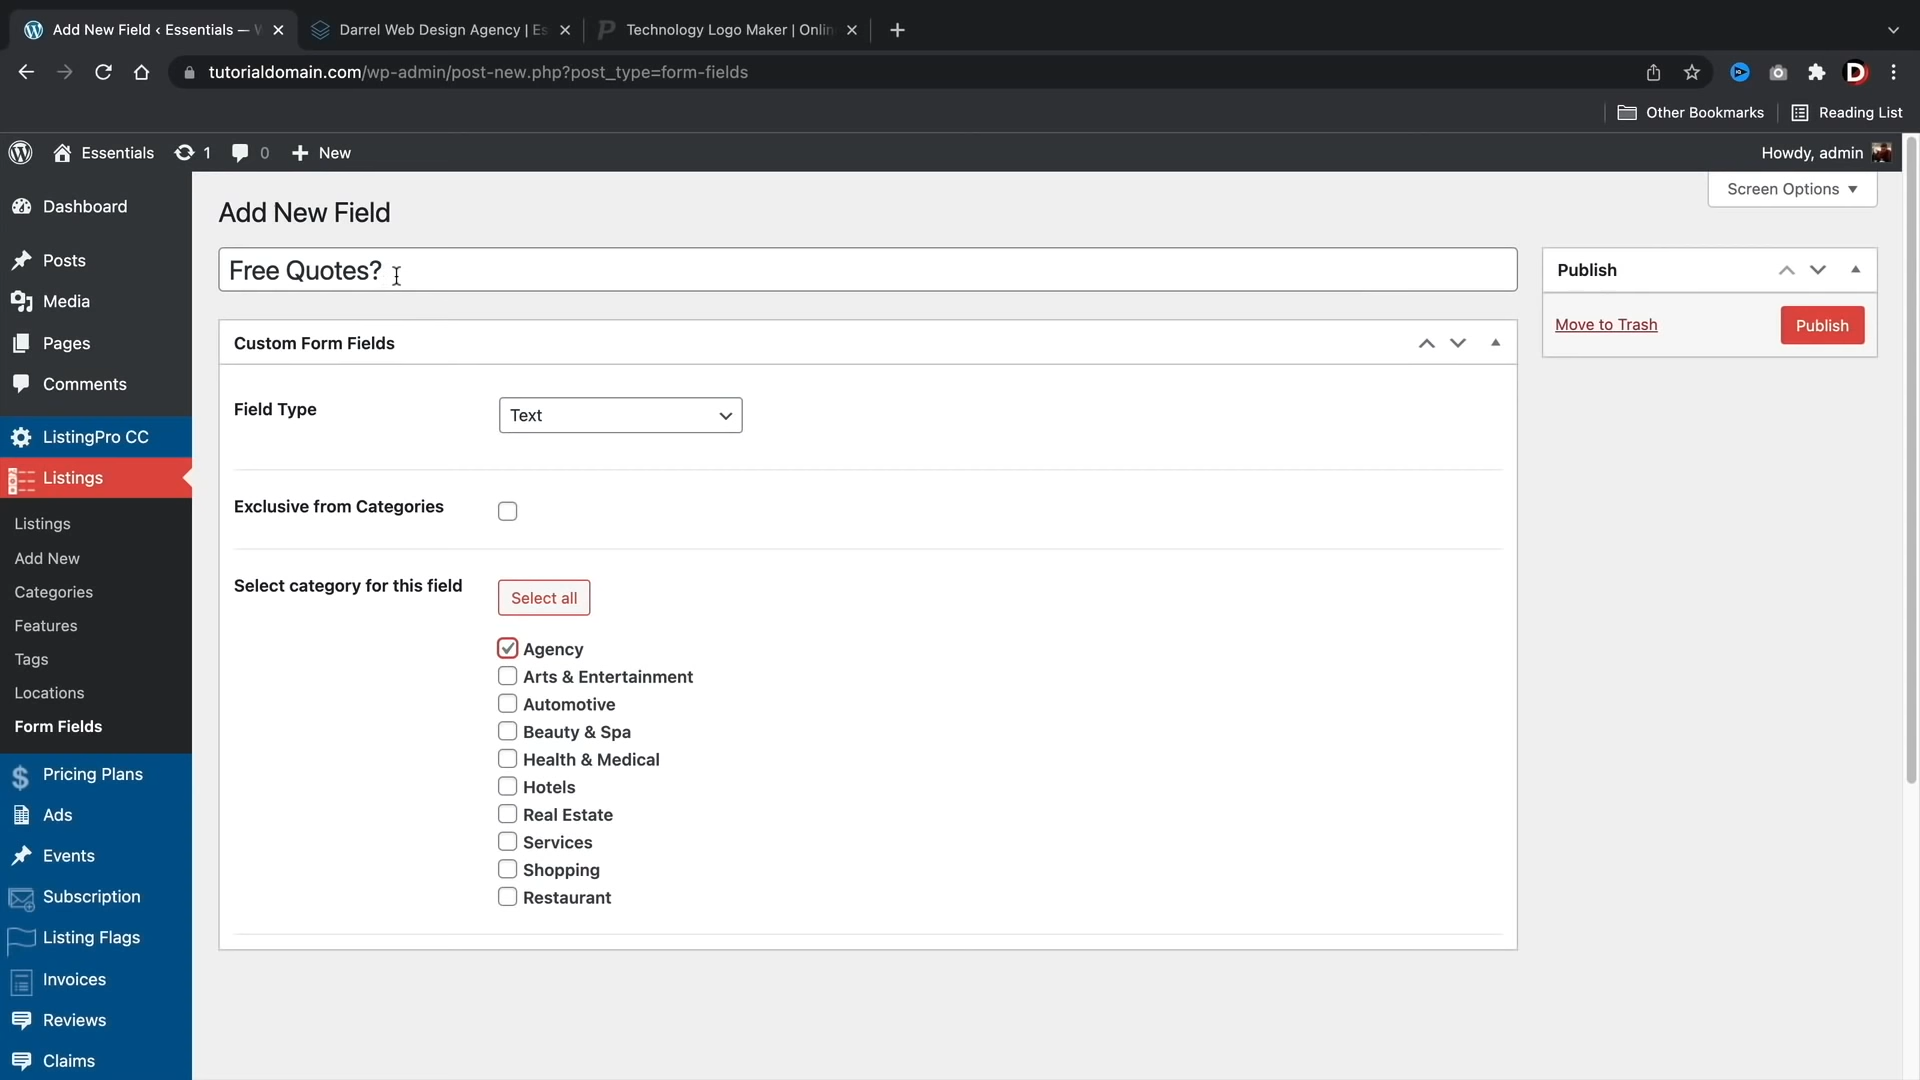 Add New Field ‹ Essentials — W
Darrel Web Design Agency | Es
Technology Logo Maker | Onlin
tutorialdomain.com/wp-admin/post-new.php?post_type=form-fields
Other Bookmarks
Reading List
Essentials
1
0
New
Howdy, admin
Screen Options
Dashboard
Posts
Media
Pages
Comments
ListingPro CC
Listings
Listings
Add New
Categories
Features
Tags
Locations
Form Fields
Pricing Plans
Ads
Events
Subscription
Listing Flags
Invoices
Reviews
Claims
Add New Field
Free Quotes?
Custom Form Fields
Field Type
Text
Exclusive from Categories
Select category for this field
Select all
Agency
Arts & Entertainment
Automotive
Beauty & Spa
Health & Medical
Hotels
Real Estate
Services
Shopping
Restaurant
Publish
Move to Trash
Publish